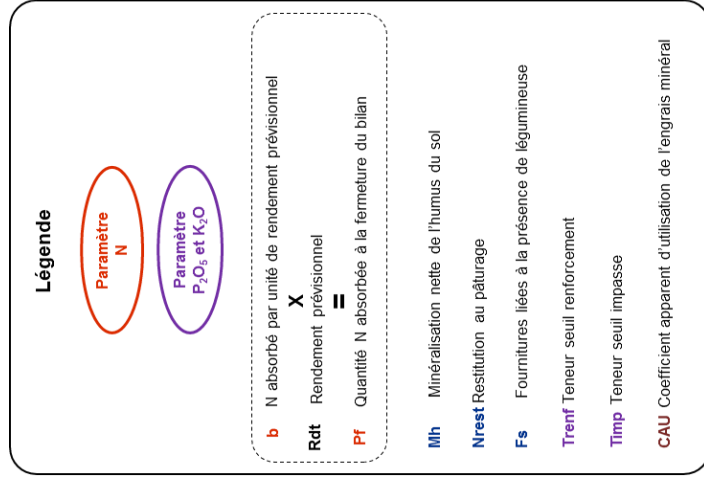 Légende
Paramètre
N
Paramètre
P₂O₅ et K₂O
b N absorbé par unité de rendement prévisionnel
X
Rdt Rendement prévisionnel
=
Pf Quantité N absorbée à la fermeture du bilan
Mh Minéralisation nette de l'humus du sol
Nrest Restitution au pâturage
Fs Fournitures liées à la présence de légumineuse
Trenf Teneur seuil renforcement
Timp Teneur seuil impasse
CAU Coefficient apparent d'utilisation de l'engrais minéral